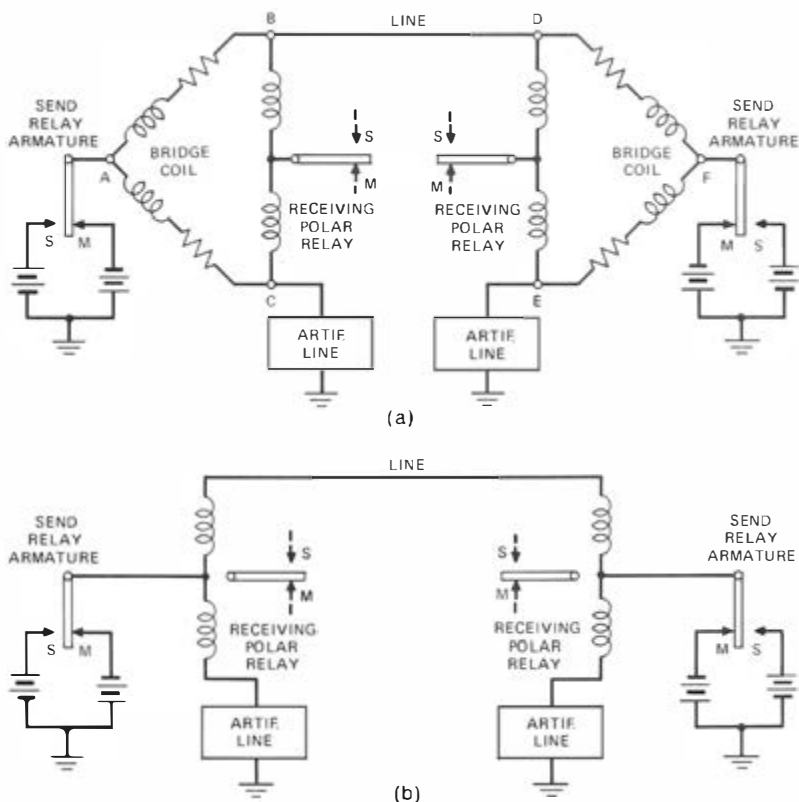 B
LINE
D
SEND
RELAY
ARMATURE
S
M
A
BRIDGE
COIL
S
M
RECEIVING
POLAR
RELAY
C
ARTIF.
LINE
S
M
RECEIVING
POLAR
RELAY
E
ARTIF.
LINE
BRIDGE
COIL
F
SEND
RELAY
ARMATURE
M
S
(a)
LINE
SEND
RELAY
ARMATURE
S
M
S
M
RECEIVING
POLAR
RELAY
ARTIF.
LINE
S
M
RECEIVING
POLAR
RELAY
ARTIF.
LINE
SEND
RELAY
ARMATURE
M
S
(b)